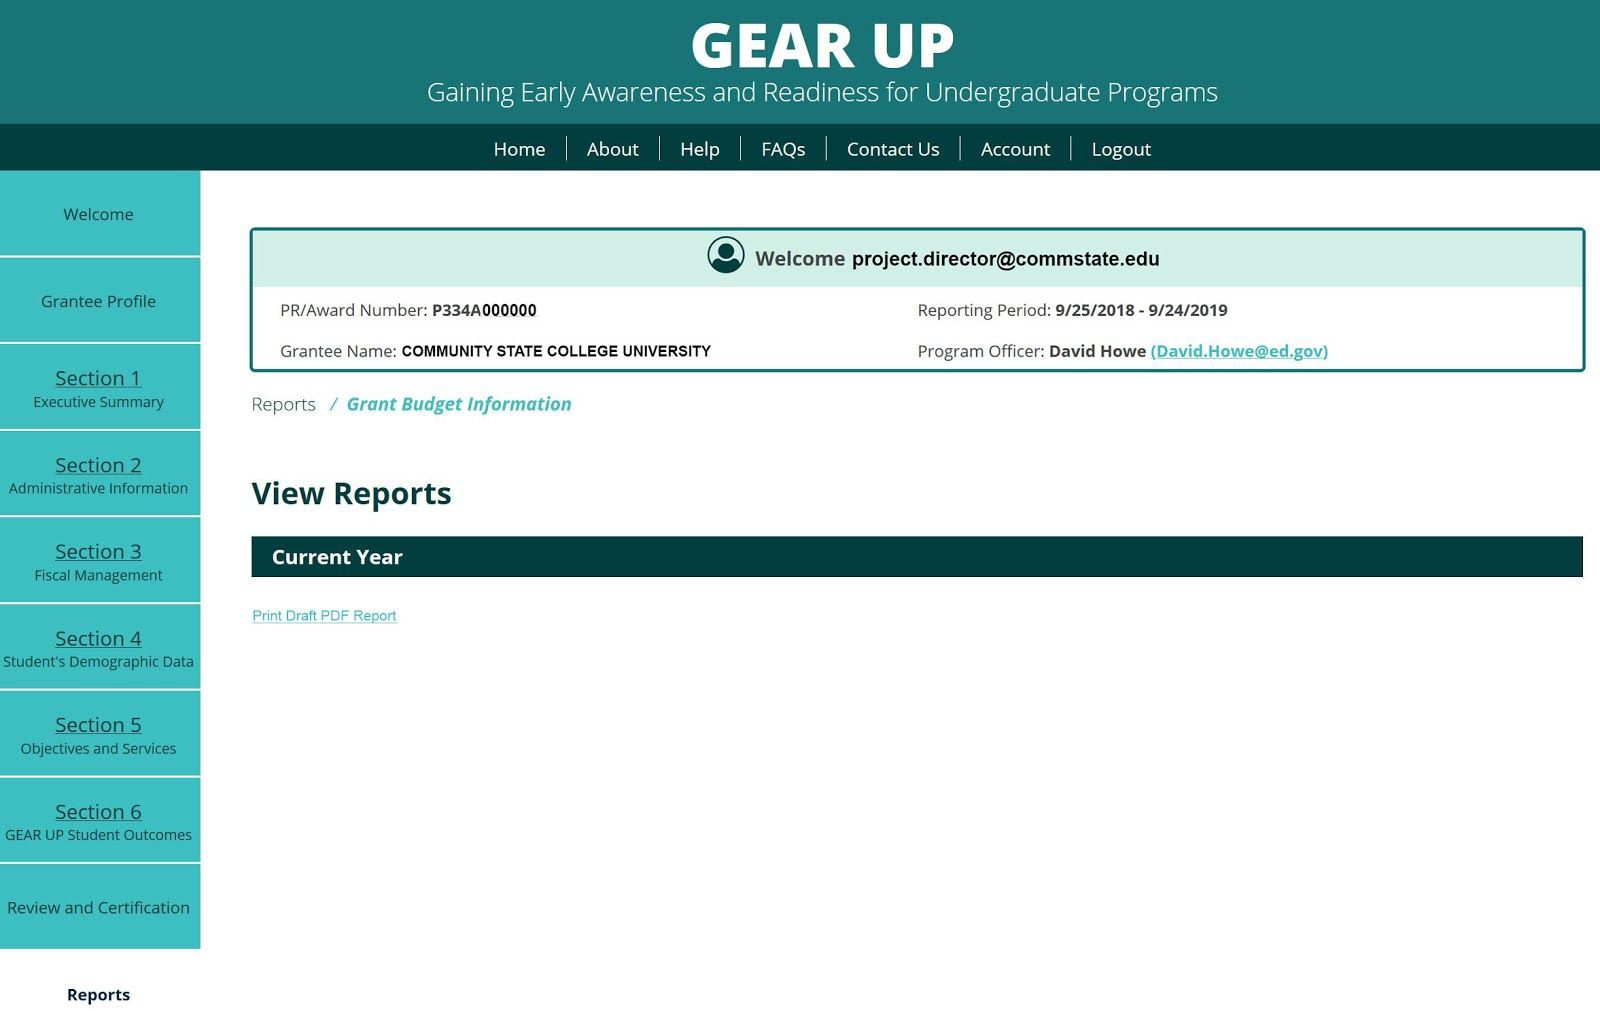 GEAR UP
Gaining Early Awareness and Readiness for Undergraduate Programs
Home
About
Help
FAQs
Contact Us
Account
Logout
Welcome
Grantee Profile
Section 1
Executive Summary
Section 2
Administrative Information
Section 3
Fiscal Management
Section 4
Student's Demographic Data
Section 5
Objectives and Services
Section 6
GEAR UP Student Outcomes
Review and Certification
Reports
Welcome project.director@commstate.edu
PR/Award Number: P334A000000
Reporting Period: 9/25/2018 - 9/24/2019
Grantee Name: COMMUNITY STATE COLLEGE UNIVERSITY
Program Officer: David Howe (David.Howe@ed.gov)
Reports / Grant Budget Information
View Reports
Current Year
Print Draft PDF Report